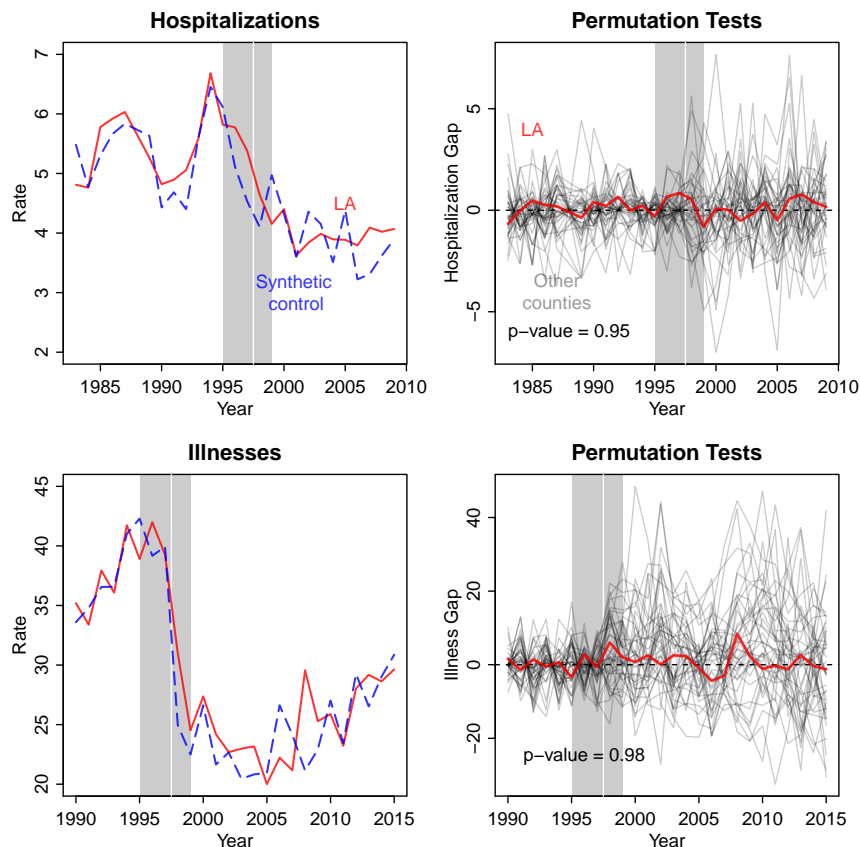 Hospitalizations
7
6
5
4
3
2
Rate
LA
Synthetic
control
1985 1990 1995 2000 2005 2010
Year
Permutation Tests
5
0
−5
Hospitalization Gap
LA
Other
counties
p−value = 0.95
1985 1990 1995 2000 2005 2010
Year
Illnesses
45
40
35
30
25
20
Rate
1990 1995 2000 2005 2010 2015
Year
Permutation Tests
40
20
0
−20
Illness Gap
p−value = 0.98
1990 1995 2000 2005 2010 2015
Year